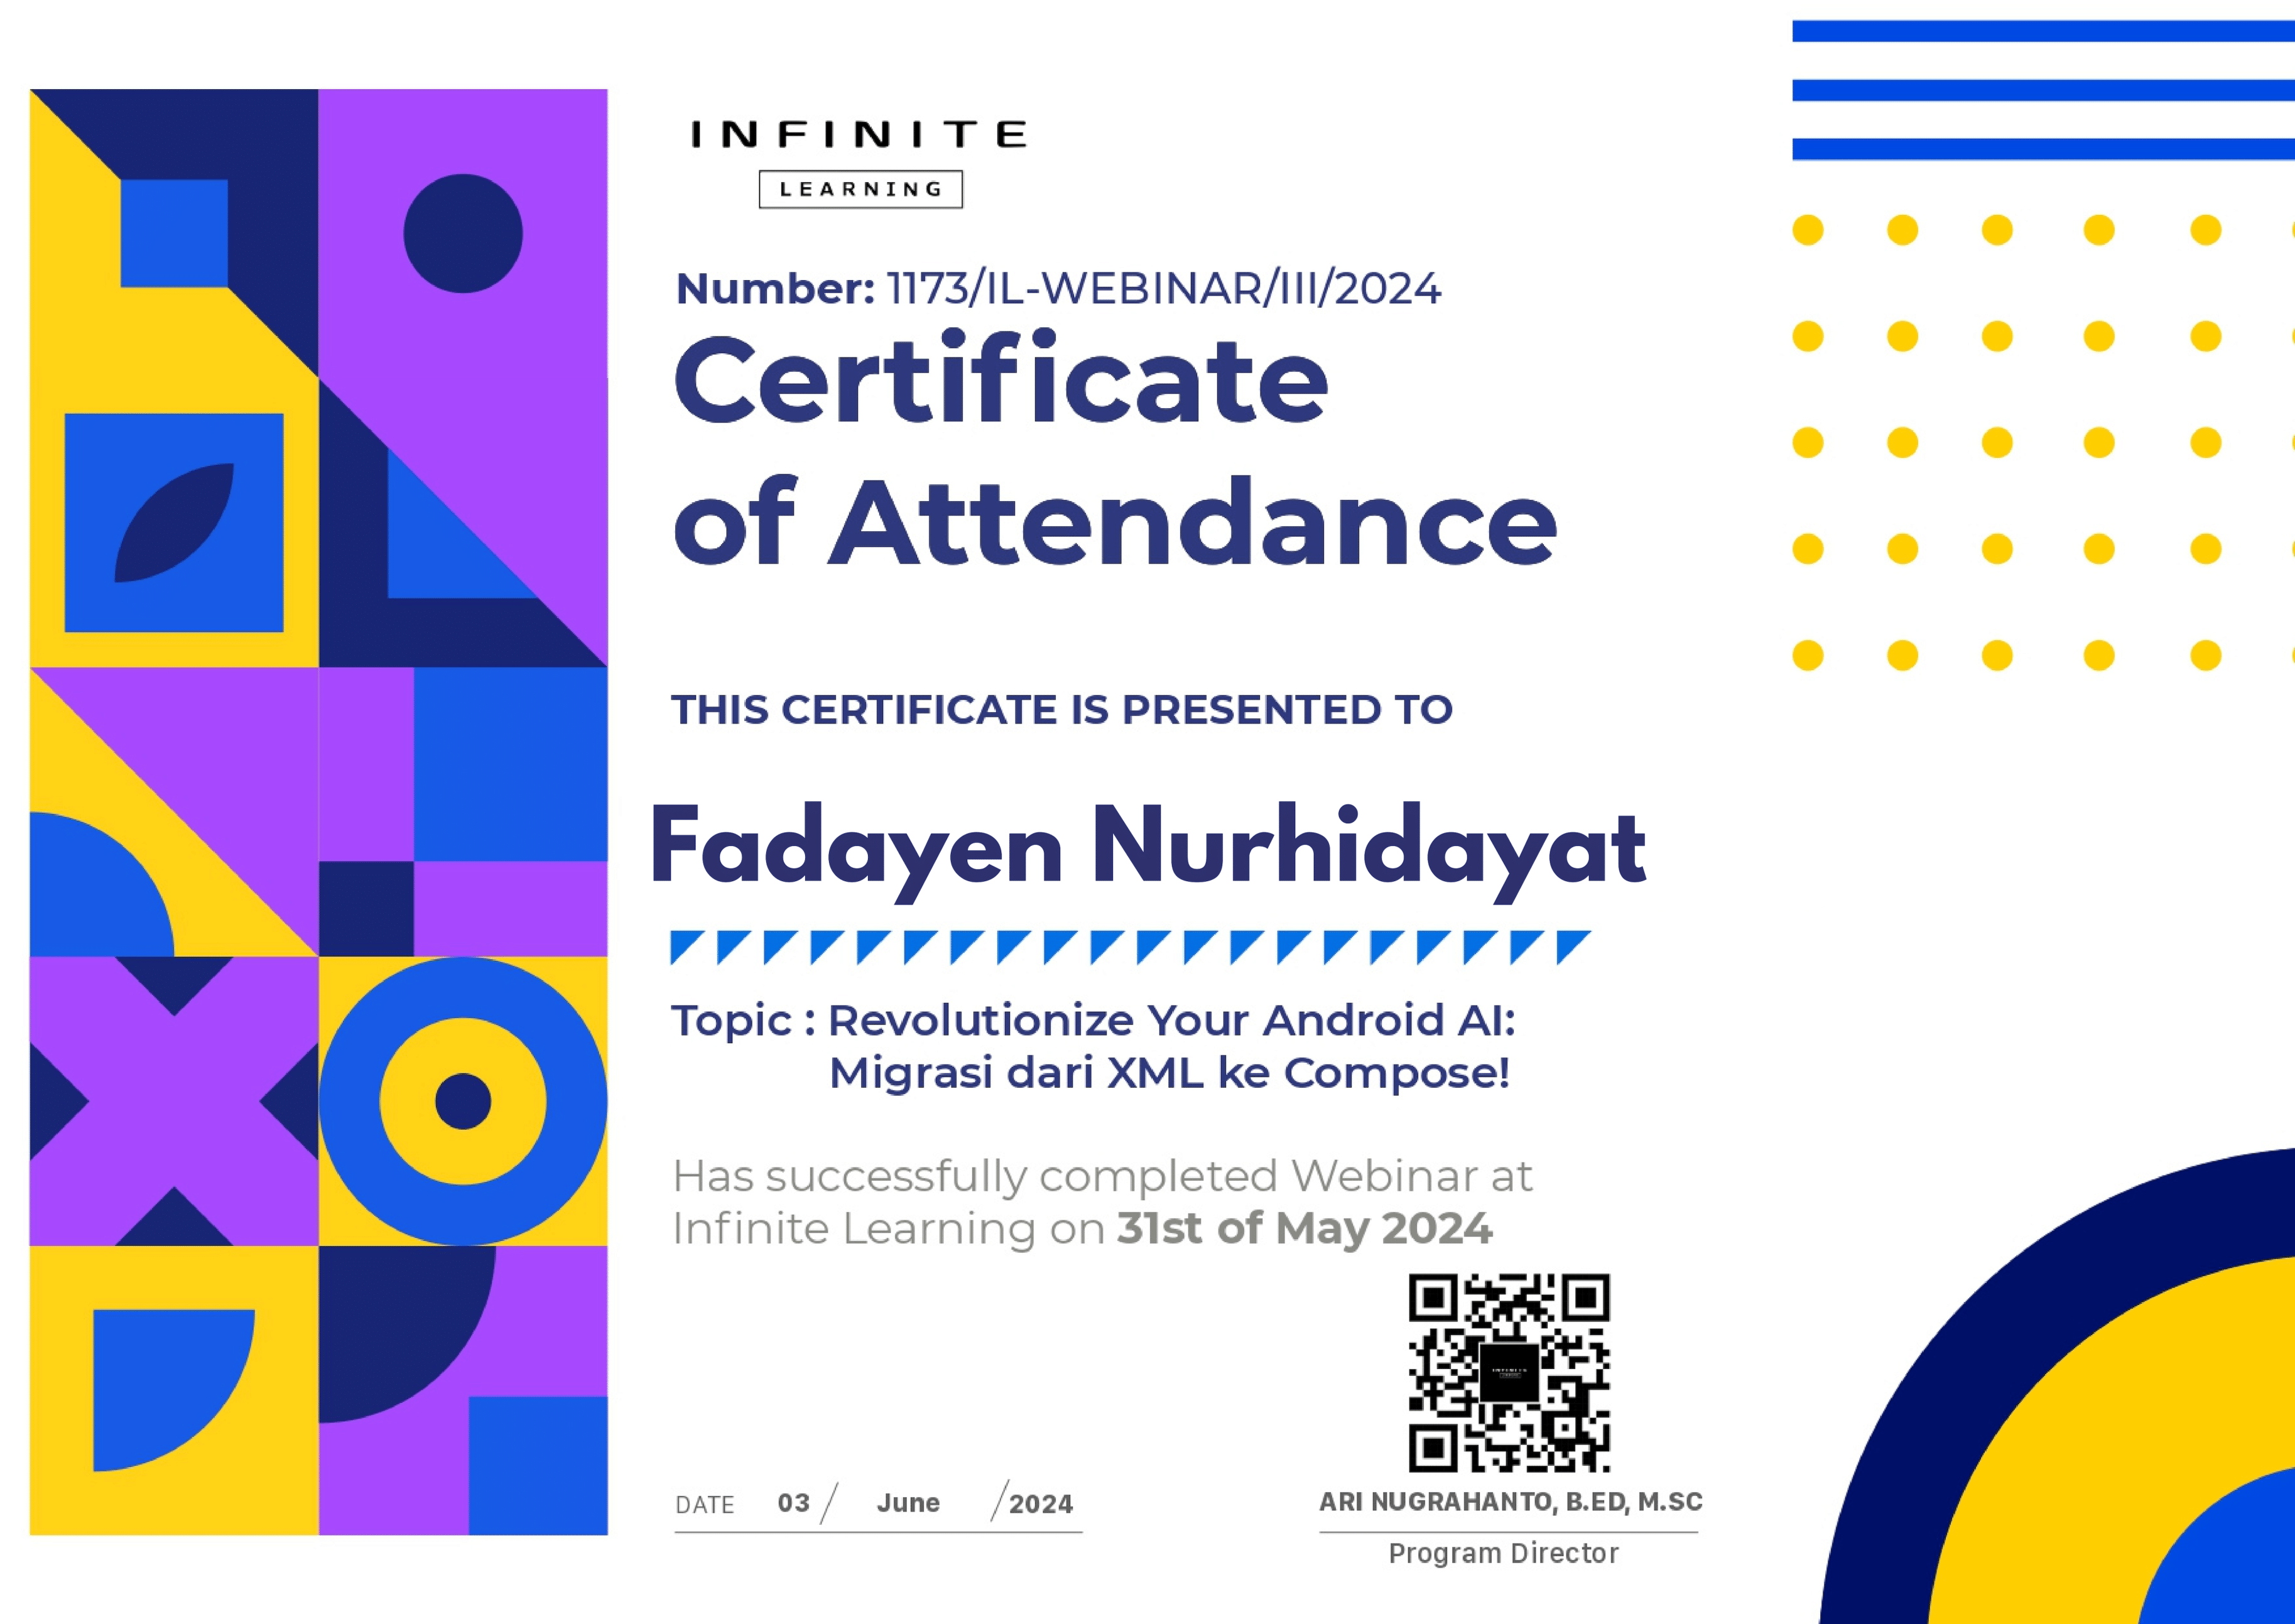 INFINITE
LEARNING
Number: 1173/IL-WEBINAR/III/2024
Certificate
of Attendance
THIS CERTIFICATE IS PRESENTED TO
Fadayen Nurhidayat
Topic : Revolutionize Your Android AI:
Migrasi dari XML ke Compose!
Has successfully completed Webinar at
Infinite Learning on 31st of May 2024
INFINITE
LEARNING
DATE 03 / June / 2024
ARI NUGRAHANTO, B.ED, M.SC
Program Director